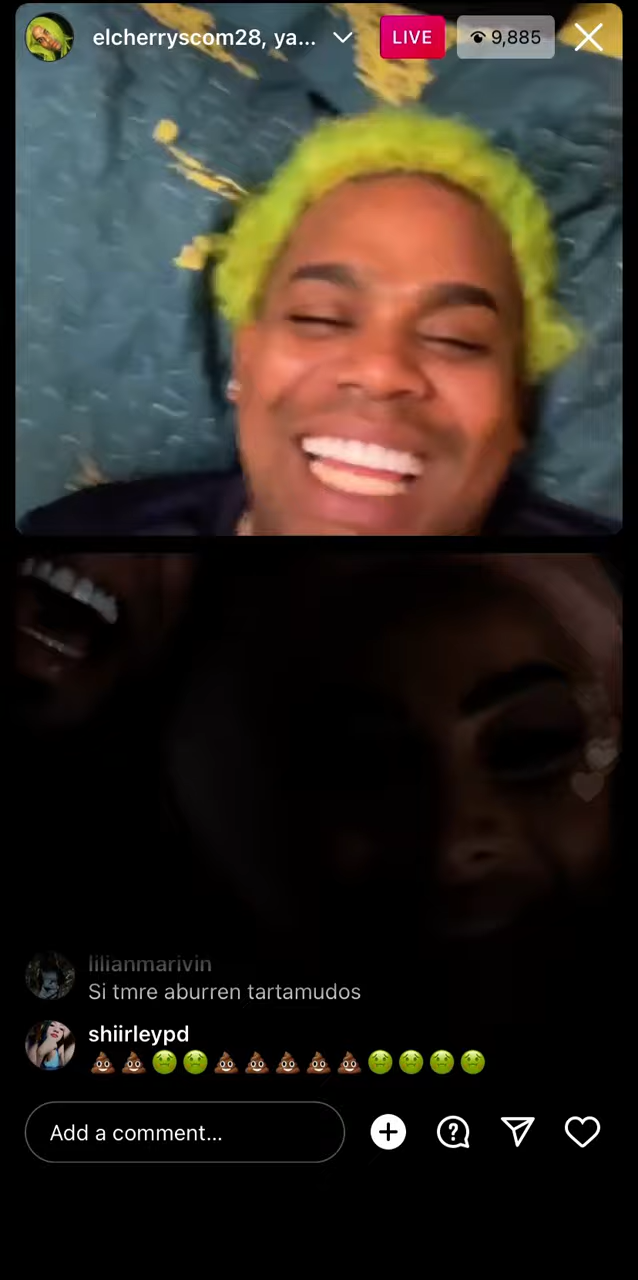 elcherryscom28, ya...
LIVE
9,885
lilianmarivin
Si tmre aburren tartamudos
shiirleypd
💩💩🤢🤢💩💩💩💩💩🤢🤢🤢🤢
Add a comment...